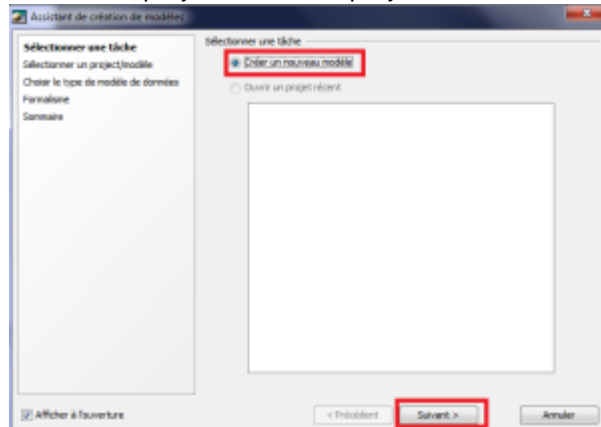 Assistant de création de modèles
Sélectionner une tâche
Sélectionner un project/modèle
Choisir le type de modèle de données
Formalisme
Sommaire
Sélectionner une tâche
Créer un nouveau modèle
Ouvrir un projet récent
Afficher à l'ouverture
< Précédent
Suivant >
Annuler